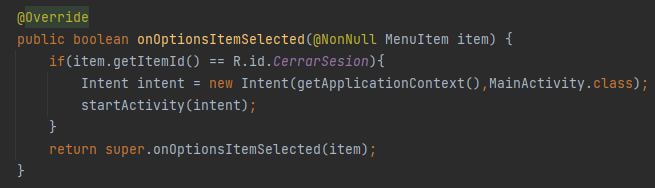 @Override
public boolean onOptionsItemSelected(@NonNull MenuItem item) {
    if(item.getItemId() == R.id.CerrarSesion){
        Intent intent = new Intent(getApplicationContext(),MainActivity.class);
        startActivity(intent);
    }
    return super.onOptionsItemSelected(item);
}